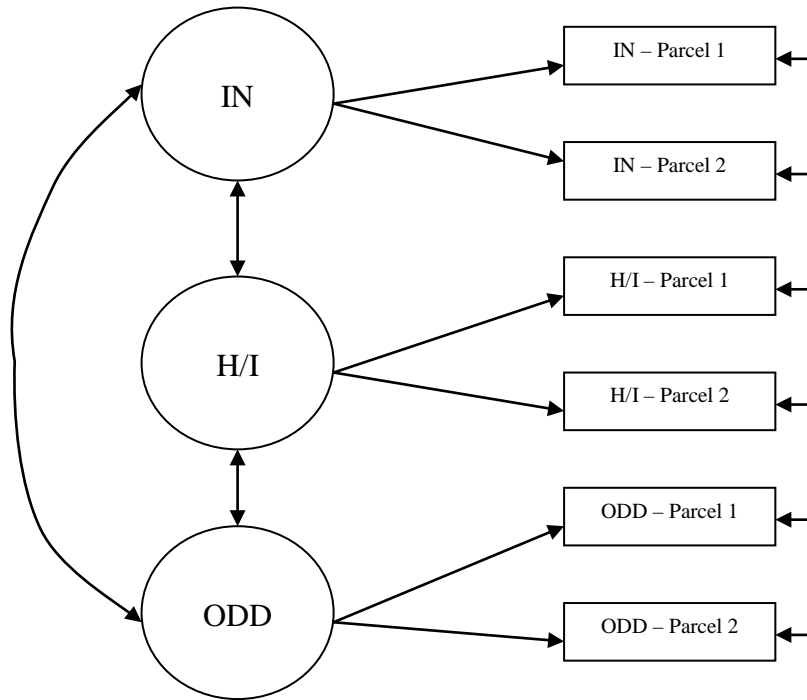 IN
IN – Parcel 1
IN – Parcel 2
H/I
H/I – Parcel 1
H/I – Parcel 2
ODD
ODD – Parcel 1
ODD – Parcel 2